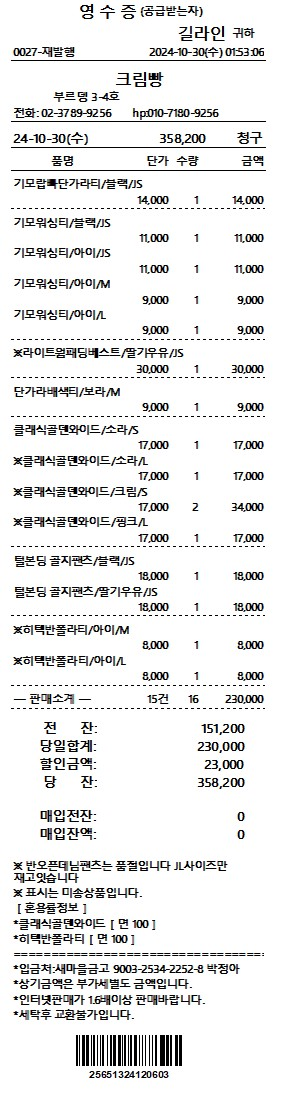 영 수 증 (공급받는자)
길라인 귀하
0027-재발행 2024-10-30(수) 01:53:06
크림빵
부르뎅 3-4호
전화: 02-3789-9256 hp:010-7180-9256
24-10-30(수) 358,200 청구
품명 단가 수량 금액
기모랍빡단가라티/블랙/JS
14,000 1 14,000
기모워싱티/블랙/JS
11,000 1 11,000
기모워싱티/아이/JS
11,000 1 11,000
기모워싱티/아이/M
9,000 1 9,000
기모워싱티/아이/L
9,000 1 9,000
※라이트웜패딩베스트/딸기우유/JS
30,000 1 30,000
단가라배색티/보라/M
9,000 1 9,000
클래식골덴와이드/소라/S
17,000 1 17,000
※클래식골덴와이드/소라/L
17,000 1 17,000
※클래식골덴와이드/크림/S
17,000 2 34,000
※클래식골덴와이드/핑크/L
17,000 1 17,000
털본딩 골지팬츠/블랙/JS
18,000 1 18,000
털본딩 골지팬츠/딸기우유/JS
18,000 1 18,000
※히택반폴라티/아이/M
8,000 1 8,000
※히택반폴라티/아이/L
8,000 1 8,000
— 판매소계 — 15건 16 230,000
전 잔: 151,200
당일합계: 230,000
할인금액: 23,000
당 잔: 358,200
매입전잔: 0
매입잔액: 0
※ 반오픈데님팬츠는 품절입니다 JL사이즈만
재고잇습니다
※ 표시는 미송상품입니다.
[ 혼용률정보 ]
*클래식골덴와이드 [ 면 100 ]
*히택반폴라티 [ 면 100 ]
*입금처:새마을금고 9003-2534-2252-8 박정아
*상기금액은 부가세별도 금액입니다.
*인터넷판매가 1.6배이상 판매바랍니다.
*세탁후 교환불가입니다.
25651324120603